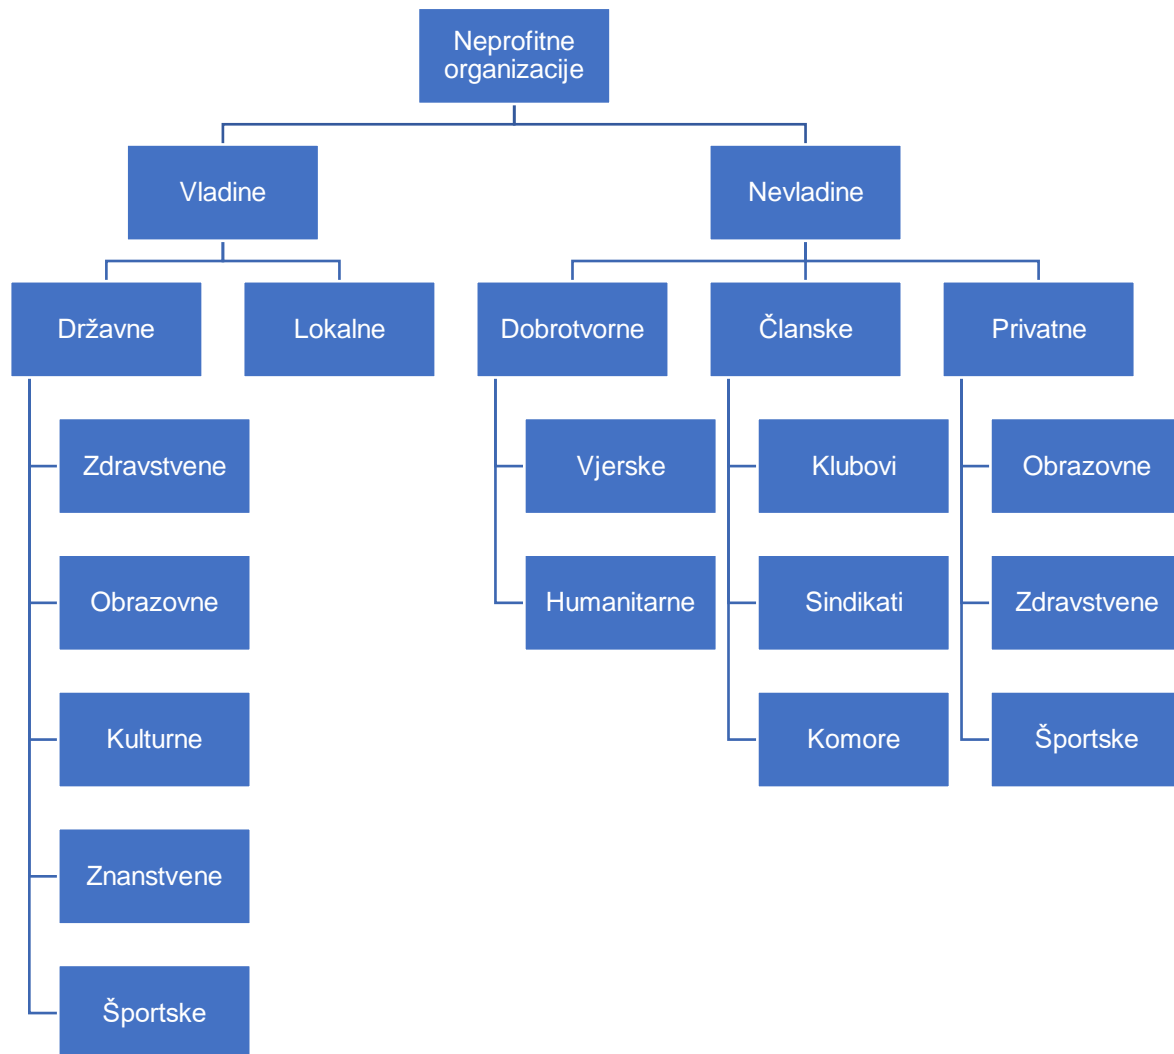 Neprofitne
organizacije
Vladine
Nevladine
Državne
Lokalne
Dobrotvorne
Članske
Privatne
Zdravstvene
Vjerske
Klubovi
Obrazovne
Obrazovne
Humanitarne
Sindikati
Zdravstvene
Kulturne
Komore
Športske
Znanstvene
Športske